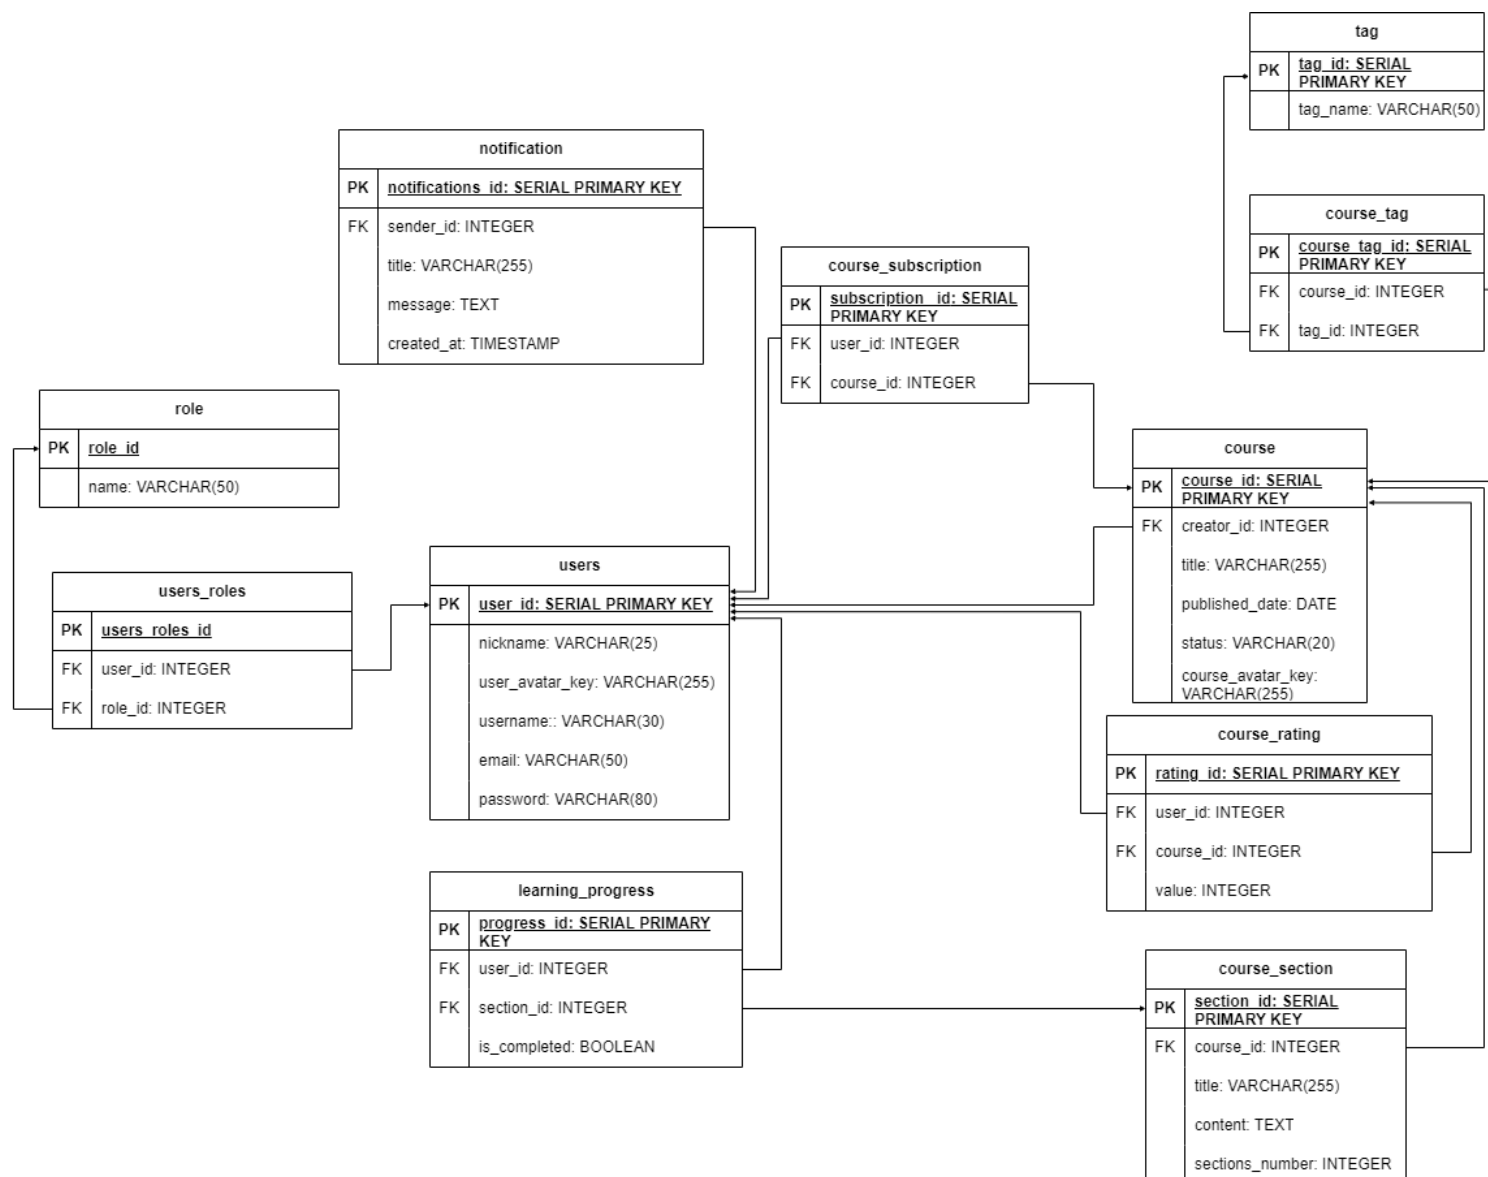 tag
PK
tag_id: SERIAL
PRIMARY KEY
tag_name: VARCHAR(50)
notification
PK
notifications_id: SERIAL PRIMARY KEY
FK
sender_id: INTEGER
title: VARCHAR(255)
message: TEXT
created_at: TIMESTAMP
course_tag
PK
course_tag_id: SERIAL
PRIMARY KEY
FK
course_id: INTEGER
FK
tag_id: INTEGER
course_subscription
PK
subscription_id: SERIAL
PRIMARY KEY
FK
user_id: INTEGER
FK
course_id: INTEGER
role
PK
role_id
name: VARCHAR(50)
course
PK
course_id: SERIAL
PRIMARY KEY
FK
creator_id: INTEGER
title: VARCHAR(255)
published_date: DATE
status: VARCHAR(20)
course_avatar_key:
VARCHAR(255)
users_roles
PK
users_roles_id
FK
user_id: INTEGER
FK
role_id: INTEGER
users
PK
user_id: SERIAL PRIMARY KEY
nickname: VARCHAR(25)
user_avatar_key: VARCHAR(255)
username:: VARCHAR(30)
email: VARCHAR(50)
password: VARCHAR(80)
course_rating
PK
rating_id: SERIAL PRIMARY KEY
FK
user_id: INTEGER
FK
course_id: INTEGER
value: INTEGER
learning_progress
PK
progress_id: SERIAL PRIMARY
KEY
FK
user_id: INTEGER
FK
section_id: INTEGER
is_completed: BOOLEAN
course_section
PK
section_id: SERIAL
PRIMARY KEY
FK
course_id: INTEGER
title: VARCHAR(255)
content: TEXT
sections_number: INTEGER